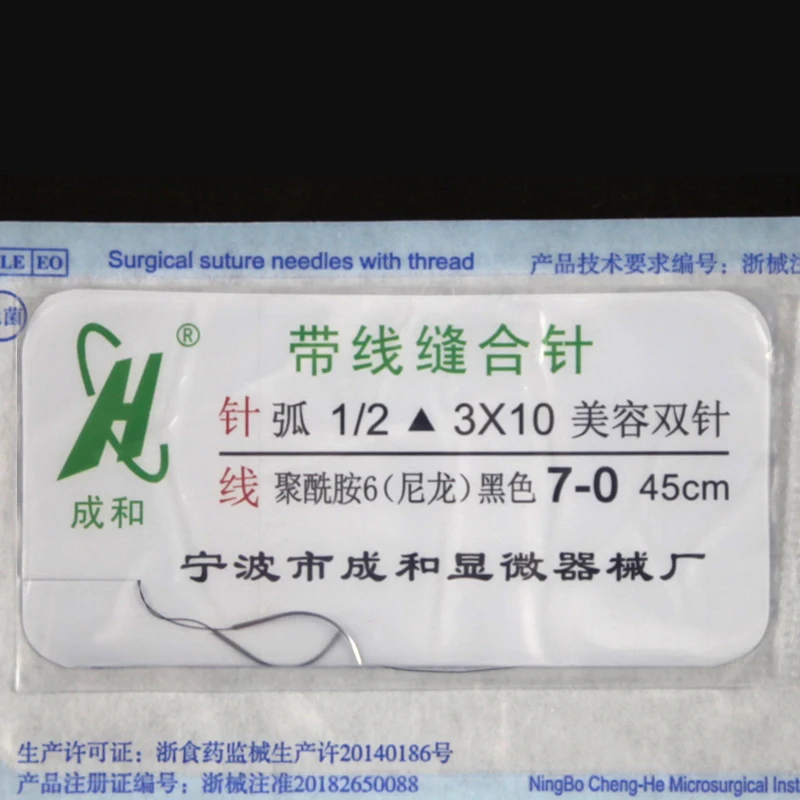 LE EO Surgical suture needles with thread 产品技术要求编号：浙械注
菌
®
带线缝合针
成和
针 弧 1/2 ▲ 3X10 美容双针
线 聚酰胺6(尼龙)黑色 7-0 45cm
宁波市成和显微器械厂
生产许可证：浙食药监械生产许20140186号
产品注册证编号：浙械注准20182650088
NingBo Cheng-He Microsurgical Inst